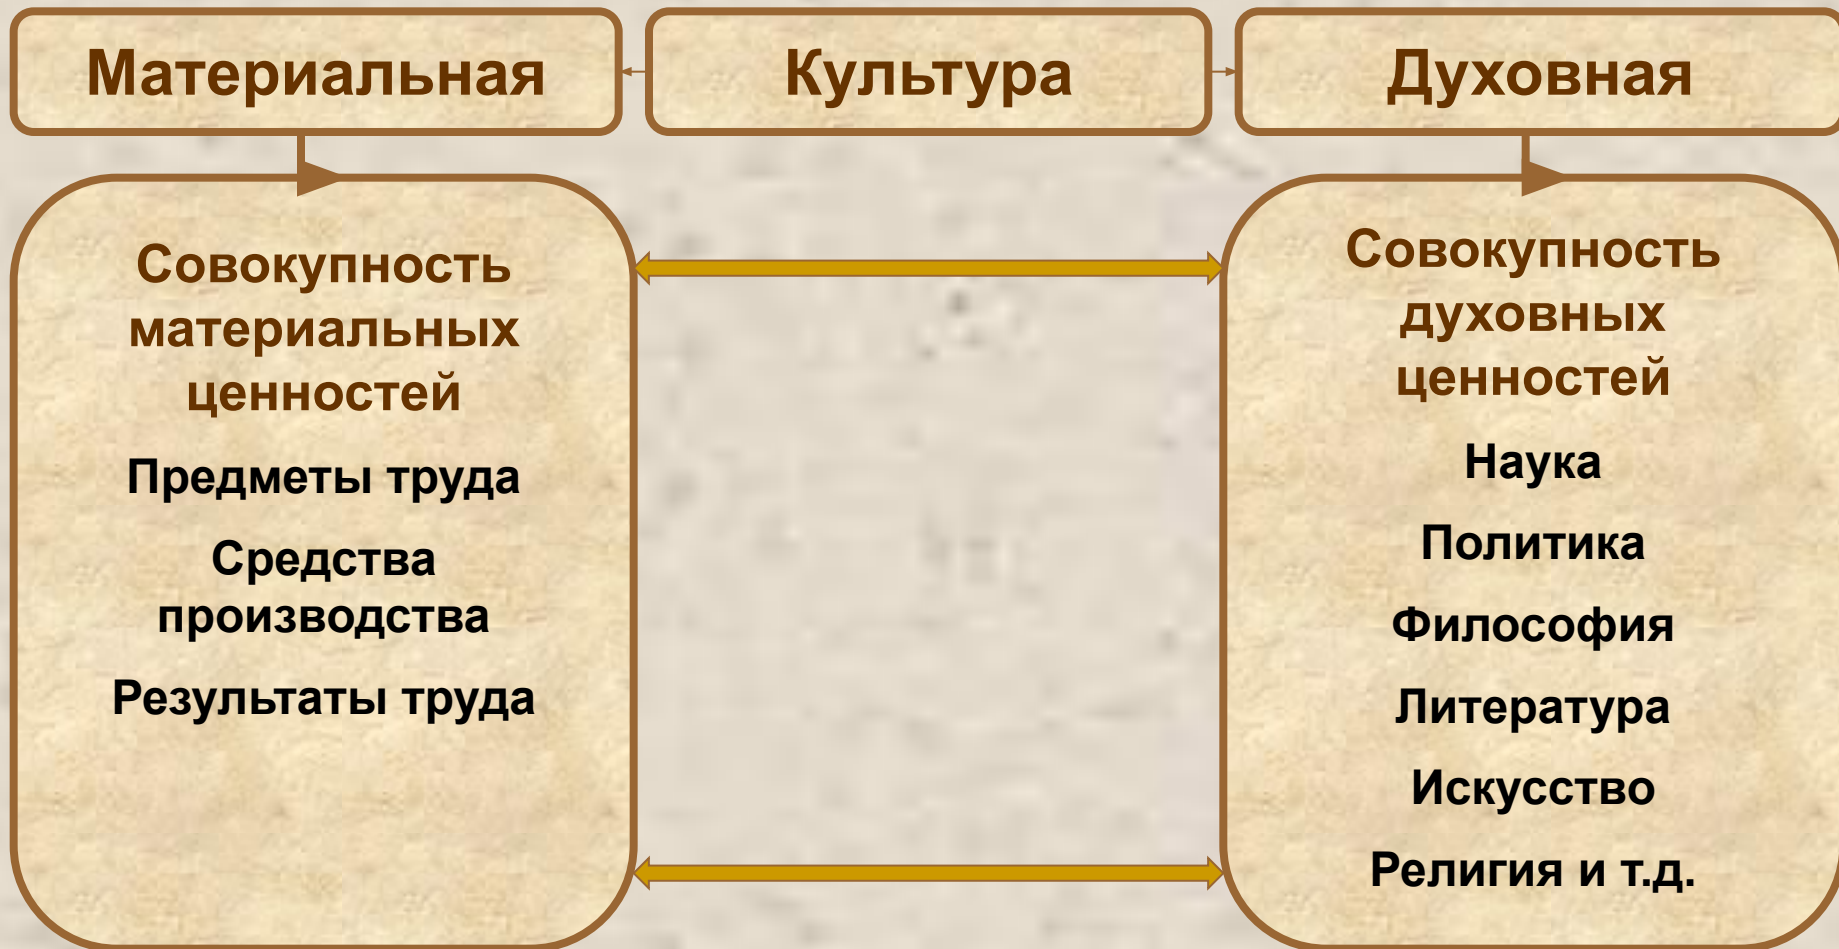 Материальная
Культура
Духовная
Совокупность
материальных
ценностей
Предметы труда
Средства
производства
Результаты труда
Совокупность
духовных
ценностей
Наука
Политика
Философия
Литература
Искусство
Религия и т.д.